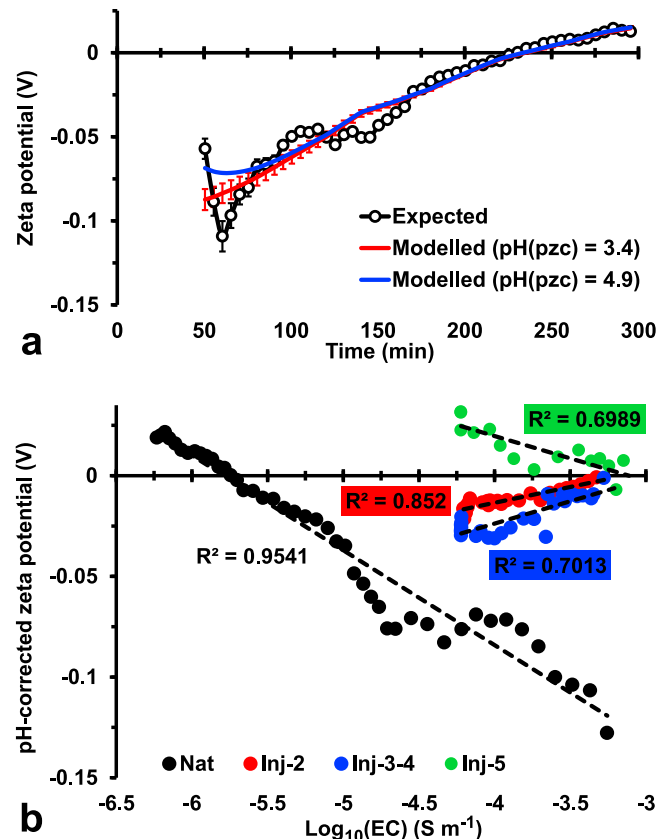 0
-0.05
-0.1
-0.15
Zeta potential (V)
Expected
Modelled (pH(pzc) = 3.4)
Modelled (pH(pzc) = 4.9)
0 50 100 150 200 250 300
Time (min)
a
0.05
0
-0.05
-0.1
-0.15
pH-corrected zeta potential (V)
R² = 0.6989
R² = 0.852
R² = 0.9541
R² = 0.7013
Nat Inj-2 Inj-3-4 Inj-5
-6.5 -6 -5.5 -5 -4.5 -4 -3.5 -3
Log₁₀(EC) (S m⁻¹)
b